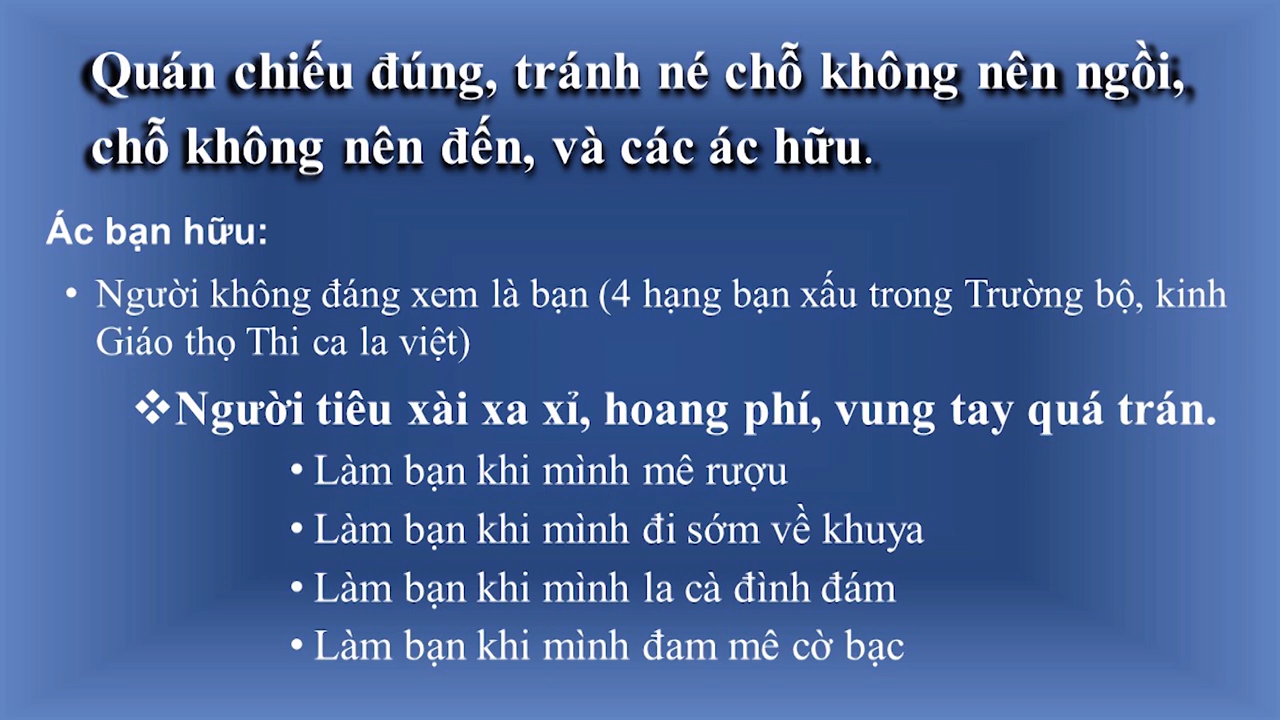 Quán chiếu đúng, tránh né chỗ không nên ngồi,
chỗ không nên đến, và các ác hữu.
Ác bạn hữu:
• Người không đáng xem là bạn (4 hạng bạn xấu trong Trường bộ, kinh
Giáo thọ Thi ca la việt)
❖Người tiêu xài xa xỉ, hoang phí, vung tay quá trán.
• Làm bạn khi mình mê rượu
• Làm bạn khi mình đi sớm về khuya
• Làm bạn khi mình la cà đình đám
• Làm bạn khi mình đam mê cờ bạc